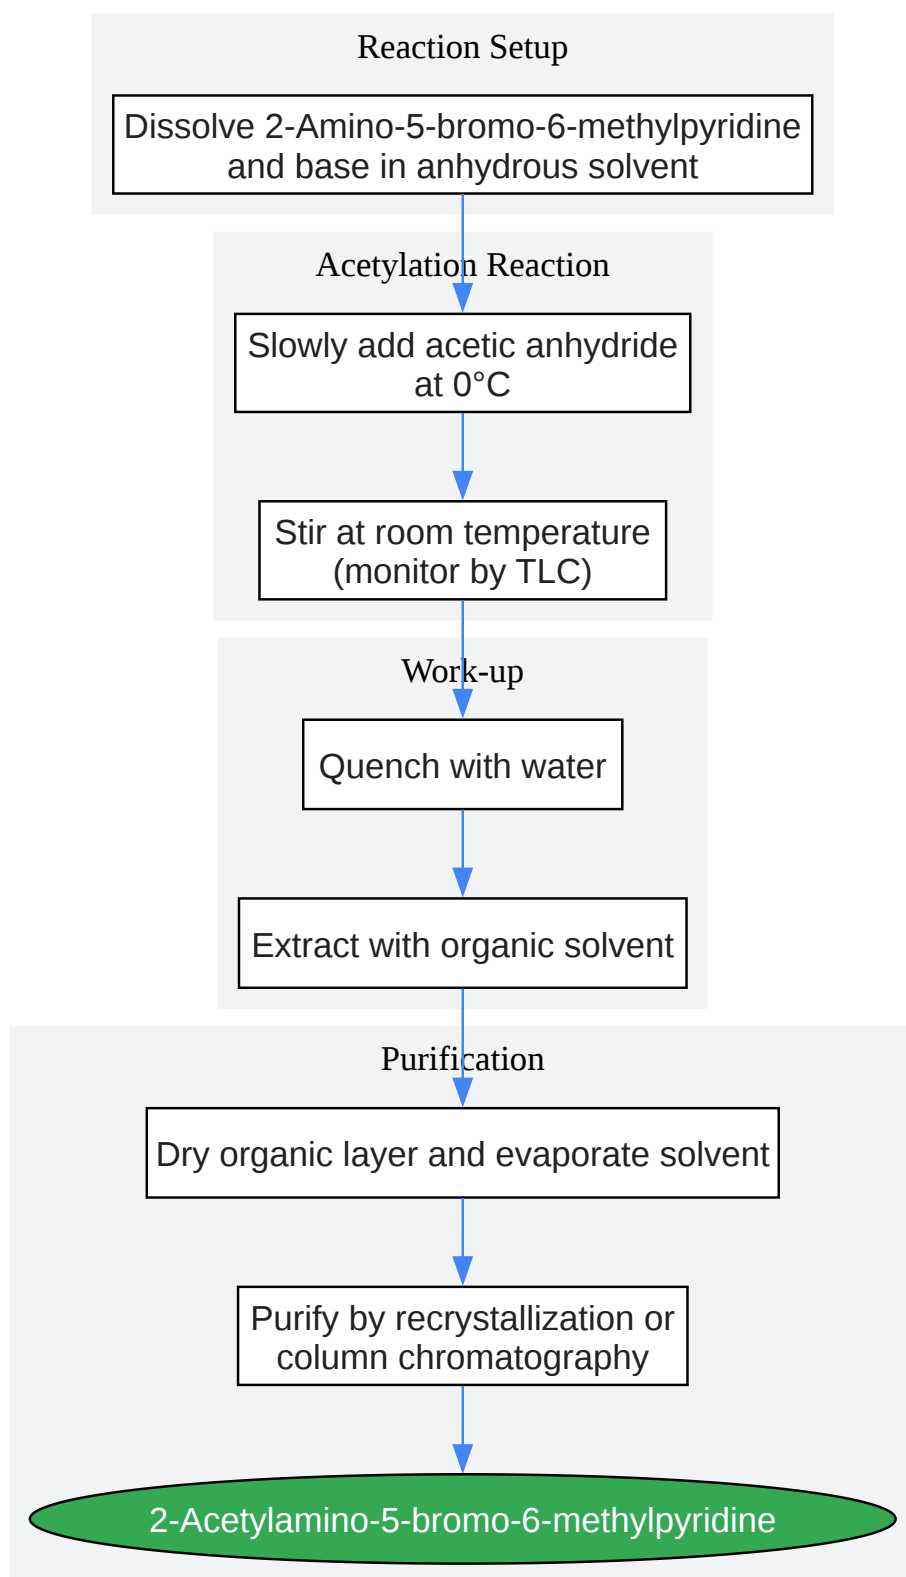 Reaction Setup
Dissolve 2-Amino-5-bromo-6-methylpyridine
and base in anhydrous solvent
Acetylation Reaction
Slowly add acetic anhydride
at 0°C
Stir at room temperature
(monitor by TLC)
Work-up
Quench with water
Extract with organic solvent
Purification
Dry organic layer and evaporate solvent
Purify by recrystallization or
column chromatography
2-Acetylamino-5-bromo-6-methylpyridine